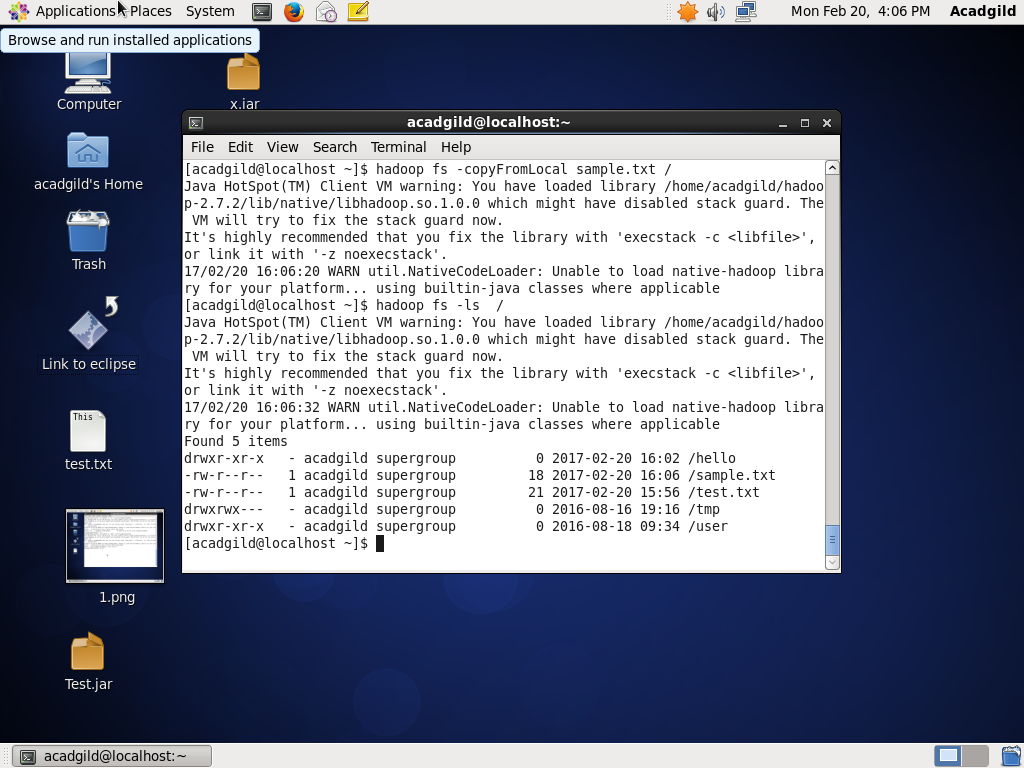 Applications Places System Mon Feb 20, 4:06 PM Acadgild
Browse and run installed applications
Computer
x.jar
acadgild's Home
Trash
Link to eclipse
This
test.txt
1.png
Test.jar
acadgild@localhost:~
File Edit View Search Terminal Help
[acadgild@localhost ~]$ hadoop fs -copyFromLocal sample.txt /
Java HotSpot(TM) Client VM warning: You have loaded library /home/acadgild/hadoo
p-2.7.2/lib/native/libhadoop.so.1.0.0 which might have disabled stack guard. The
 VM will try to fix the stack guard now.
It's highly recommended that you fix the library with 'execstack -c <libfile>',
or link it with '-z noexecstack'.
17/02/20 16:06:20 WARN util.NativeCodeLoader: Unable to load native-hadoop libra
ry for your platform... using builtin-java classes where applicable
[acadgild@localhost ~]$ hadoop fs -ls  /
Java HotSpot(TM) Client VM warning: You have loaded library /home/acadgild/hadoo
p-2.7.2/lib/native/libhadoop.so.1.0.0 which might have disabled stack guard. The
 VM will try to fix the stack guard now.
It's highly recommended that you fix the library with 'execstack -c <libfile>',
or link it with '-z noexecstack'.
17/02/20 16:06:32 WARN util.NativeCodeLoader: Unable to load native-hadoop libra
ry for your platform... using builtin-java classes where applicable
Found 5 items
drwxr-xr-x   - acadgild supergroup          0 2017-02-20 16:02 /hello
-rw-r--r--   1 acadgild supergroup         18 2017-02-20 16:06 /sample.txt
-rw-r--r--   1 acadgild supergroup         21 2017-02-20 15:56 /test.txt
drwxrwx---   - acadgild supergroup          0 2016-08-16 19:16 /tmp
drwxr-xr-x   - acadgild supergroup          0 2016-08-18 09:34 /user
[acadgild@localhost ~]$
acadgild@localhost:~